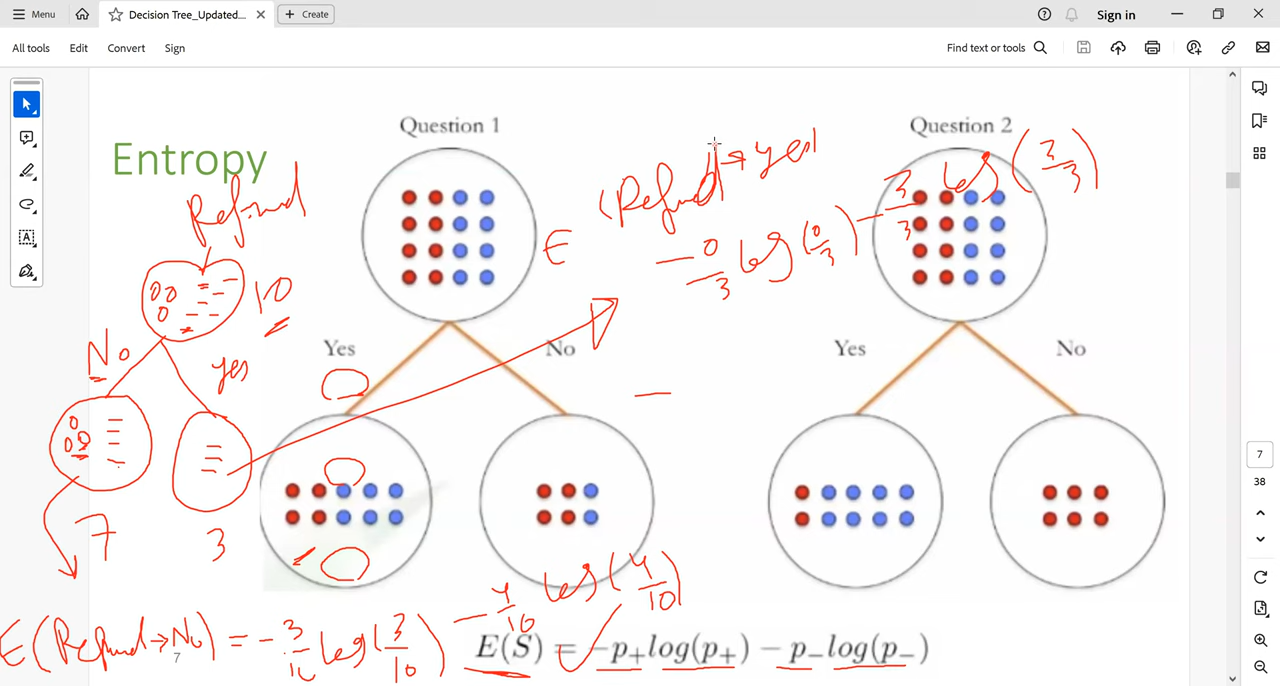 Menu
Decision Tree_Updated...
Create
Sign in
All tools
Edit
Convert
Sign
Find text or tools
Entropy
Question 1
Question 2
Refund
(Refund → yes)
- 0/3 log (0/3) - 3/3 log (3/3)
E
10
No
yes
Yes
No
Yes
No
7
3
7
38
E(Refund → No) = - 3/10 log (3/10) - 4/10 log (4/10)
7
E(S) = -p+log(p+) - p-log(p-)